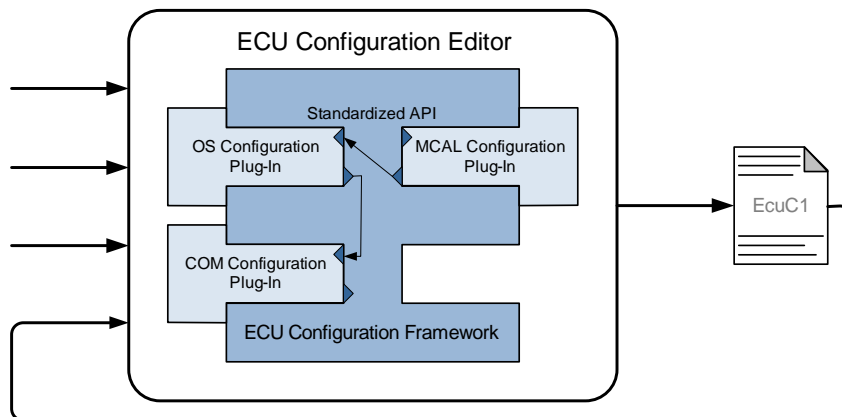 ECU Configuration Editor
Standardized API
OS Configuration
Plug-In
MCAL Configuration
Plug-In
EcuC1
COM Configuration
Plug-In
ECU Configuration Framework